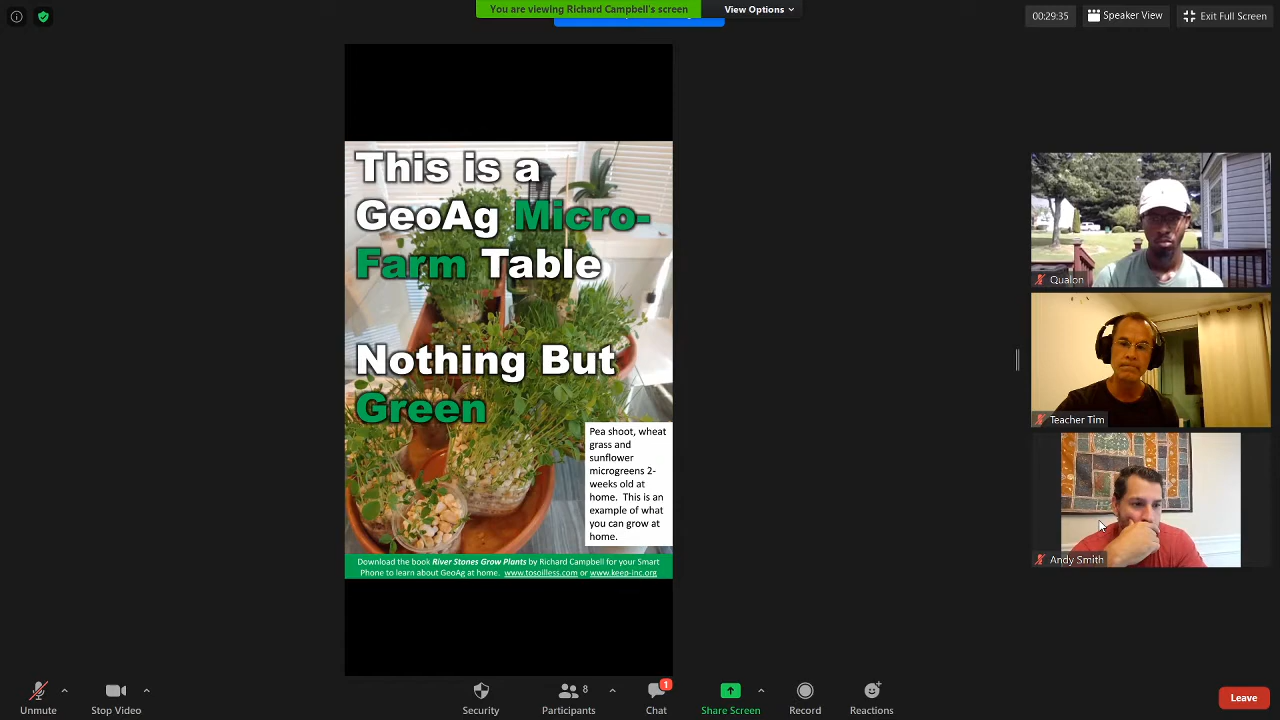 You are viewing Richard Campbell's screen
View Options
00:29:35
Speaker View
Exit Full Screen
This is a
GeoAg Micro-
Farm Table
Nothing But
Green
Pea shoot, wheat
grass and
sunflower
microgreens 2-
weeks old at
home. This is an
example of what
you can grow at
home.
Download the book River Stones Grow Plants by Richard Campbell for your Smart
Phone to learn about GeoAg at home. www.tosoilless.com or www.keep-inc.org
Qualon
Teacher Tim
Andy Smith
Unmute
Stop Video
Security
8
Participants
1
Chat
Share Screen
Record
Reactions
Leave